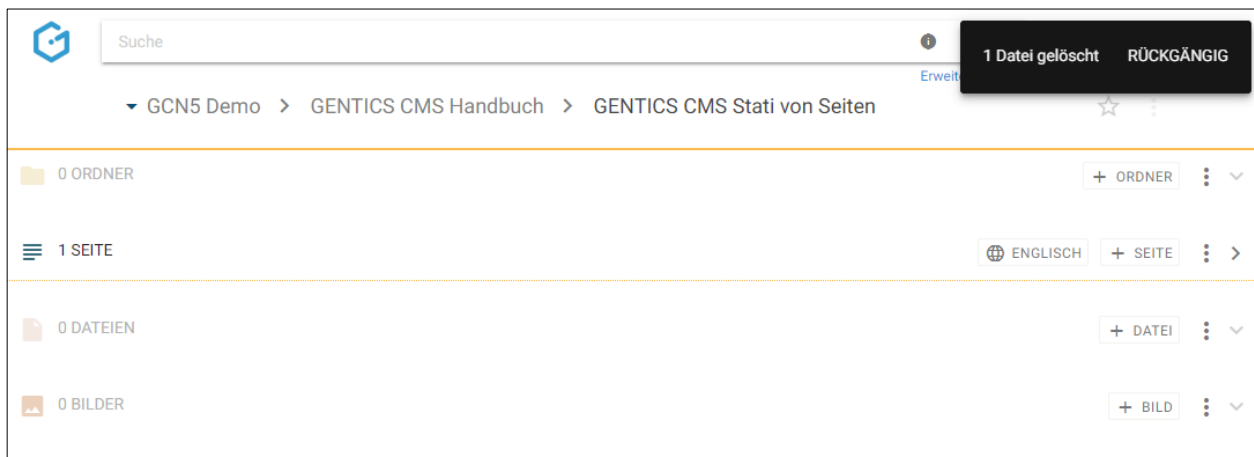 Suche
1 Datei gelöscht RÜCKGÄNGIG
GCN5 Demo > GENTICS CMS Handbuch > GENTICS CMS Stati von Seiten
0 ORDNER + ORDNER
1 SEITE ENGLISCH + SEITE
0 DATEIEN + DATEI
0 BILDER + BILD